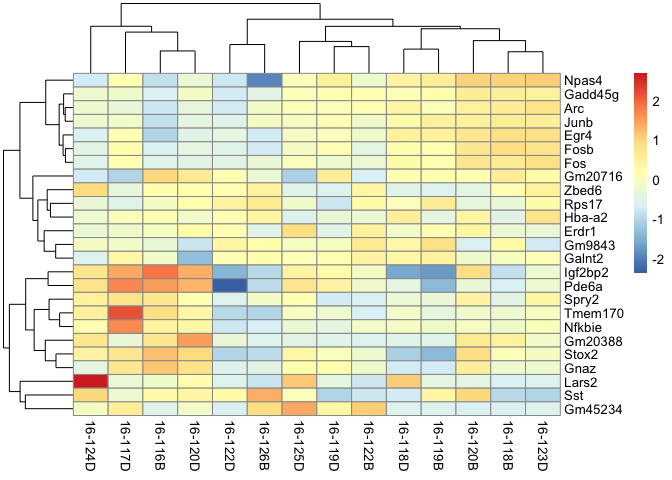 Npas4
Gadd45g
Arc
Junb
Egr4
Fosb
Fos
Gm20716
Zbed6
Rps17
Hba-a2
Erdr1
Gm9843
Galnt2
Igf2bp2
Pde6a
Spry2
Tmem170
Nfkbie
Gm20388
Stox2
Gnaz
Lars2
Sst
Gm45234
2
1
0
-1
-2
16-124D
16-117D
16-116B
16-120D
16-122D
16-126B
16-125D
16-119D
16-122B
16-118D
16-119B
16-120B
16-118B
16-123D